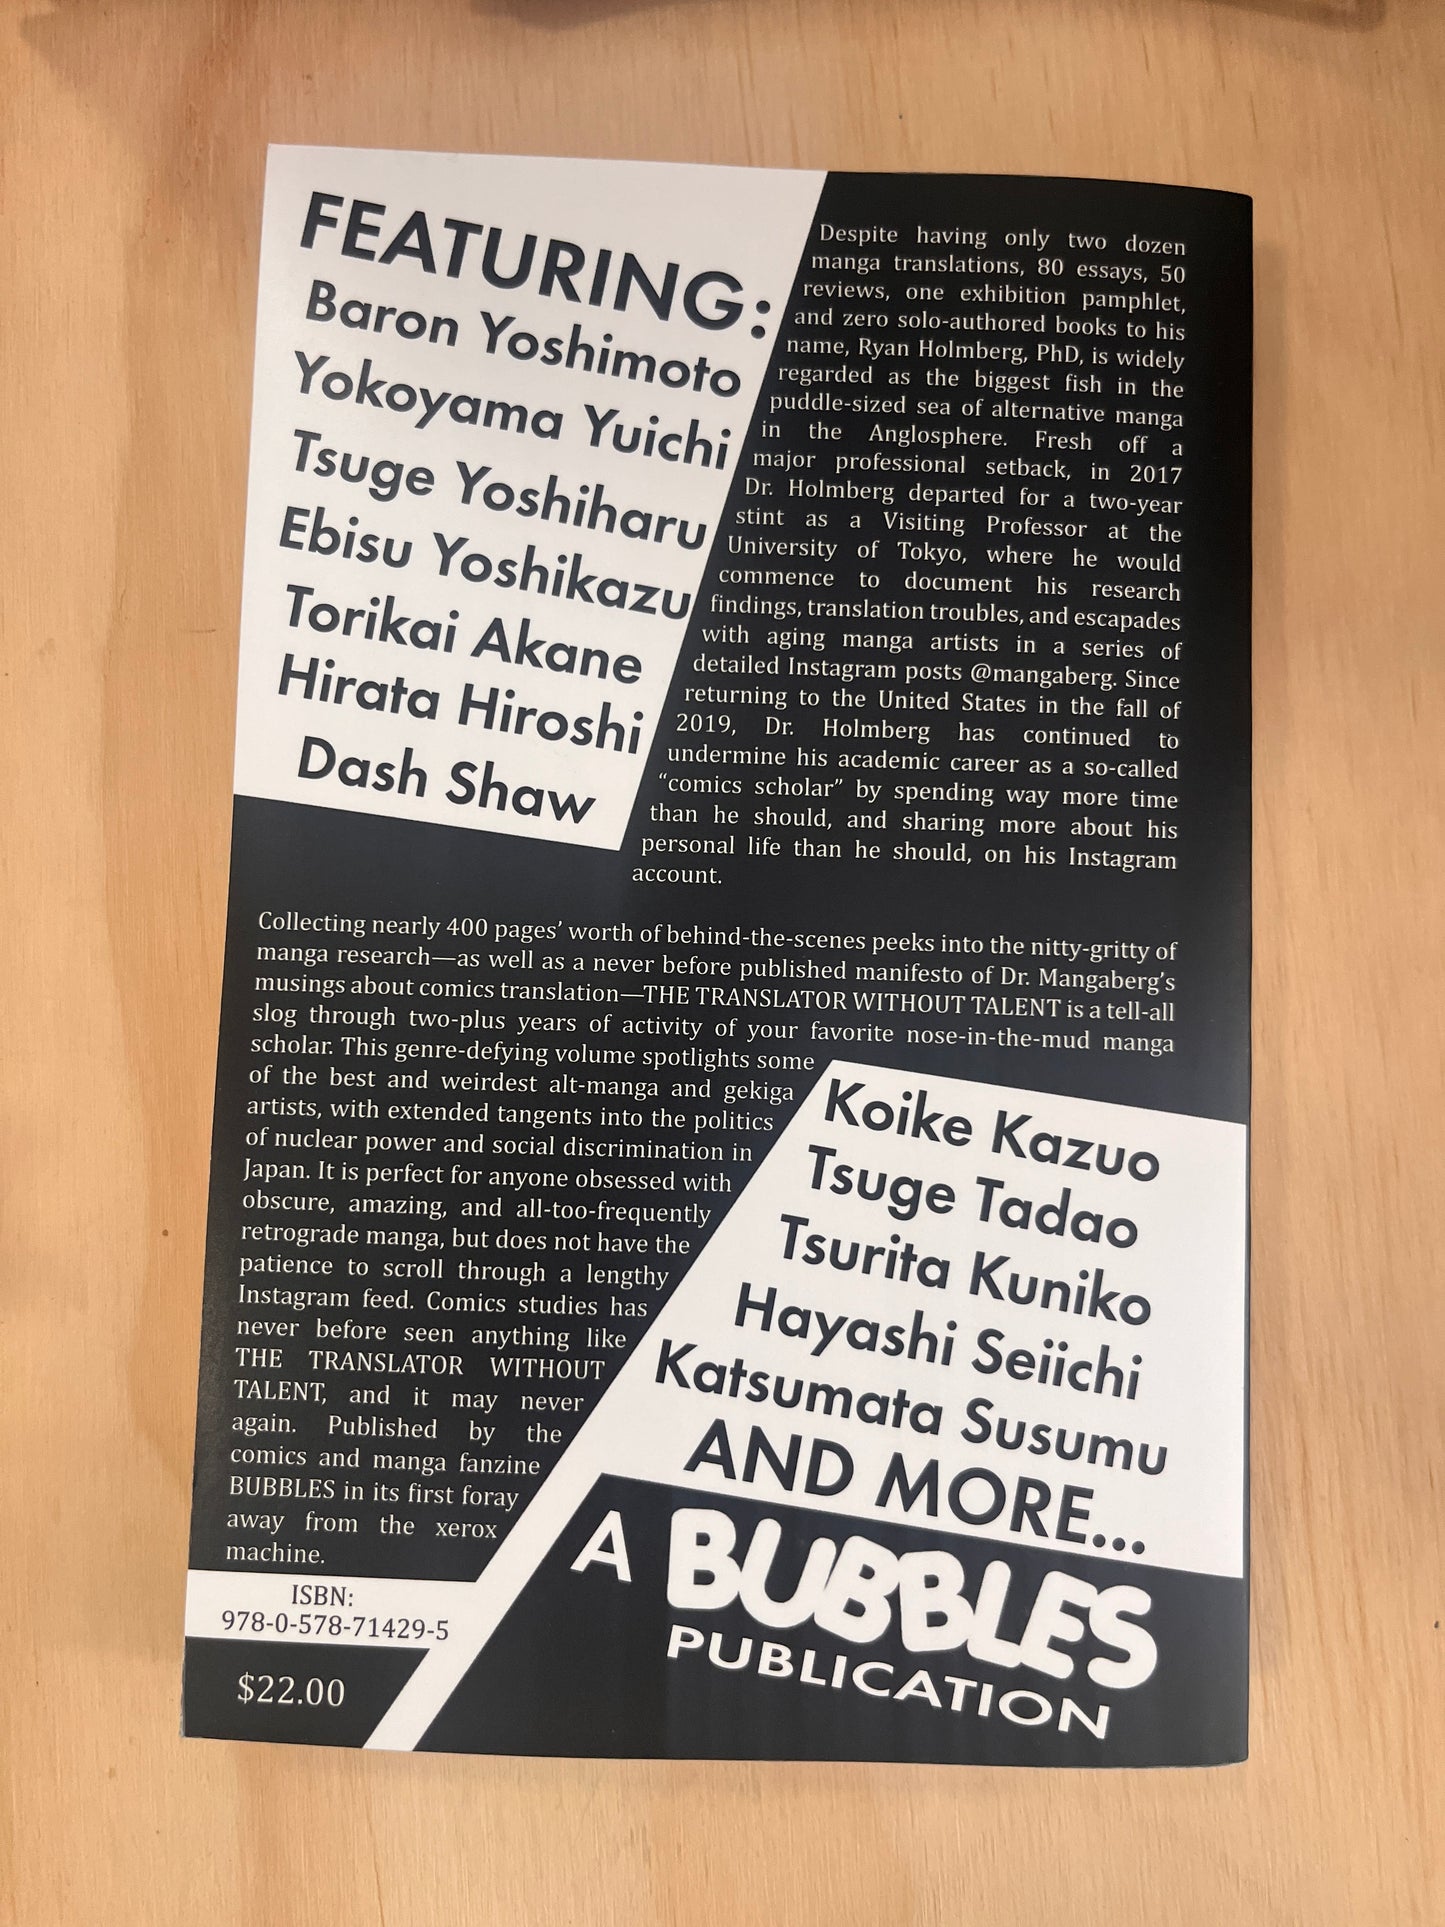 FEATURING:
Baron Yoshimoto
Yokoyama Yuichi
Tsuge Yoshiharu
Ebisu Yoshikazu
Torikai Akane
Hirata Hiroshi
Dash Shaw
Despite having only two dozen
manga translations, 80 essays, 50
reviews, one exhibition pamphlet,
and zero solo-authored books to his
name, Ryan Holmberg, PhD, is widely
regarded as the biggest fish in the
puddle-sized sea of alternative manga
in the Anglosphere. Fresh off a
major professional setback, in 2017
Dr. Holmberg departed for a two-year
stint as a Visiting Professor at the
University of Tokyo, where he would
commence to document his research
findings, translation troubles, and escapades
with aging manga artists in a series of
detailed Instagram posts @mangaberg. Since
returning to the United States in the fall of
2019, Dr. Holmberg has continued to
undermine his academic career as a so-called
“comics scholar” by spending way more time
than he should, and sharing more about his
personal life than he should, on his Instagram
account.
Collecting nearly 400 pages’ worth of behind-the-scenes peeks into the nitty-gritty of
manga research—as well as a never before published manifesto of Dr. Mangaberg’s
musings about comics translation—THE TRANSLATOR WITHOUT TALENT is a tell-all
slog through two-plus years of activity of your favorite nose-in-the-mud manga
scholar. This genre-defying volume spotlights some
of the best and weirdest alt-manga and gekiga
artists, with extended tangents into the politics
of nuclear power and social discrimination in
Japan. It is perfect for anyone obsessed with
obscure, amazing, and all-too-frequently
retrograde manga, but does not have the
patience to scroll through a lengthy
Instagram feed. Comics studies has
never before seen anything like
THE TRANSLATOR WITHOUT
TALENT, and it may never
again. Published by the
comics and manga fanzine
BUBBLES in its first foray
away from the xerox
machine.
Koike Kazuo
Tsuge Tadao
Tsurita Kuniko
Hayashi Seiichi
Katsumata Susumu
AND MORE...
A BUBBLES
PUBLICATION
ISBN:
978-0-578-71429-5
$22.00